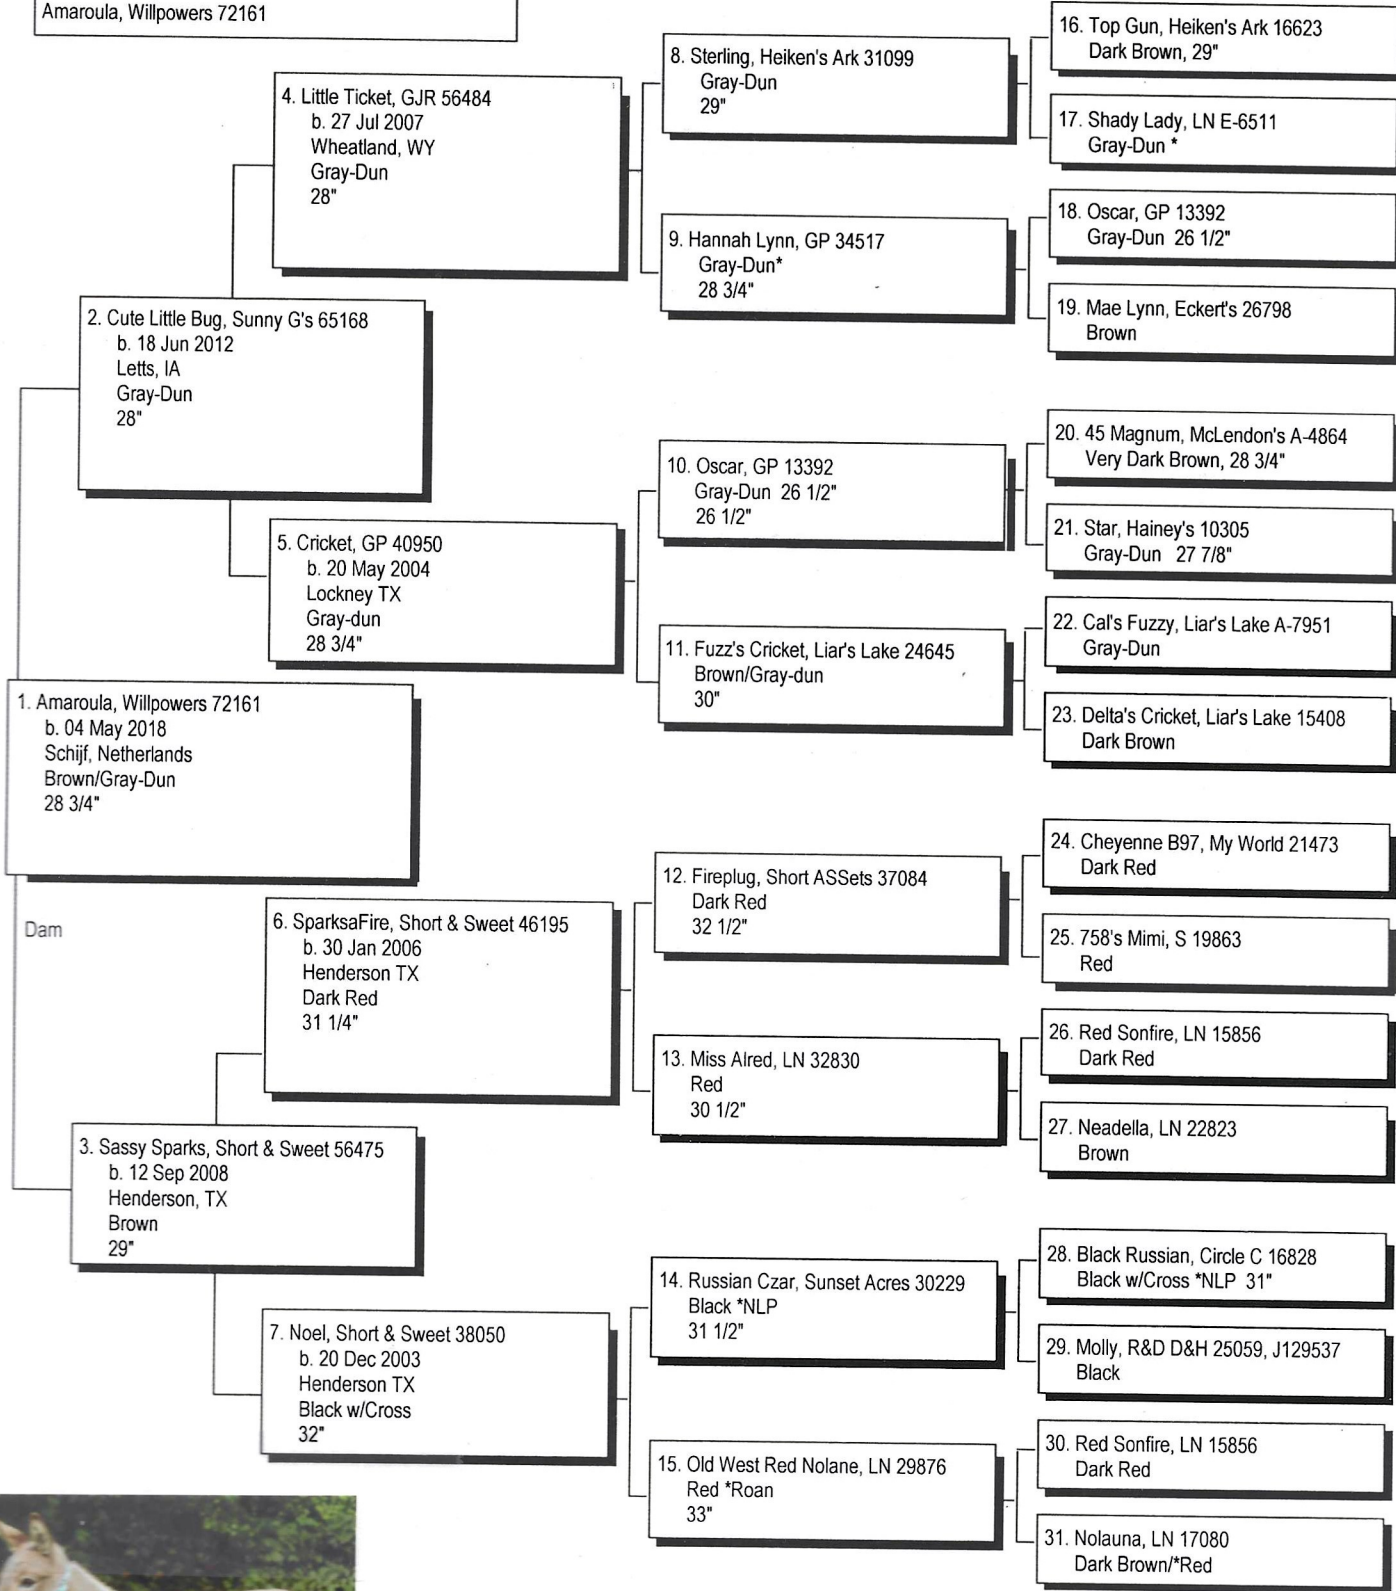 Amaroula, Willpowers 72161
16. Top Gun, Heiken's Ark 16623
Dark Brown, 29"
8. Sterling, Heiken's Ark 31099
Gray-Dun
29"
17. Shady Lady, LN E-6511
Gray-Dun *
4. Little Ticket, GJR 56484
b. 27 Jul 2007
Wheatland, WY
Gray-Dun
28"
18. Oscar, GP 13392
Gray-Dun 26 1/2"
9. Hannah Lynn, GP 34517
Gray-Dun*
28 3/4"
19. Mae Lynn, Eckert's 26798
Brown
2. Cute Little Bug, Sunny G's 65168
b. 18 Jun 2012
Letts, IA
Gray-Dun
28"
20. 45 Magnum, McLendon's A-4864
Very Dark Brown, 28 3/4"
10. Oscar, GP 13392
Gray-Dun 26 1/2"
26 1/2"
21. Star, Hainey's 10305
Gray-Dun 27 7/8"
5. Cricket, GP 40950
b. 20 May 2004
Lockney TX
Gray-dun
28 3/4"
22. Cal's Fuzzy, Liar's Lake A-7951
Gray-Dun
11. Fuzz's Cricket, Liar's Lake 24645
Brown/Gray-dun
30"
23. Delta's Cricket, Liar's Lake 15408
Dark Brown
1. Amaroula, Willpowers 72161
b. 04 May 2018
Schijf, Netherlands
Brown/Gray-Dun
28 3/4"
24. Cheyenne B97, My World 21473
Dark Red
12. Fireplug, Short ASSets 37084
Dark Red
32 1/2"
25. 758's Mimi, S 19863
Red
Dam
6. SparksaFire, Short & Sweet 46195
b. 30 Jan 2006
Henderson TX
Dark Red
31 1/4"
26. Red Sonfire, LN 15856
Dark Red
13. Miss Alred, LN 32830
Red
30 1/2"
27. Neadella, LN 22823
Brown
3. Sassy Sparks, Short & Sweet 56475
b. 12 Sep 2008
Henderson, TX
Brown
29"
28. Black Russian, Circle C 16828
Black w/Cross *NLP 31"
14. Russian Czar, Sunset Acres 30229
Black *NLP
31 1/2"
29. Molly, R&D D&H 25059, J129537
Black
7. Noel, Short & Sweet 38050
b. 20 Dec 2003
Henderson TX
Black w/Cross
32"
30. Red Sonfire, LN 15856
Dark Red
15. Old West Red Nolane, LN 29876
Red *Roan
33"
31. Nolauna, LN 17080
Dark Brown/*Red